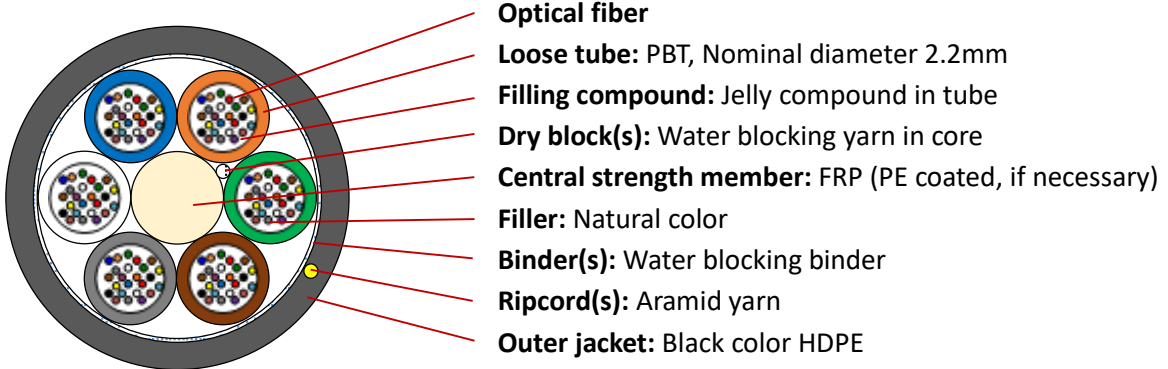 Optical fiber
Loose tube: PBT, Nominal diameter 2.2mm
Filling compound: Jelly compound in tube
Dry block(s): Water blocking yarn in core
Central strength member: FRP (PE coated, if necessary)
Filler: Natural color
Binder(s): Water blocking binder
Ripcord(s): Aramid yarn
Outer jacket: Black color HDPE